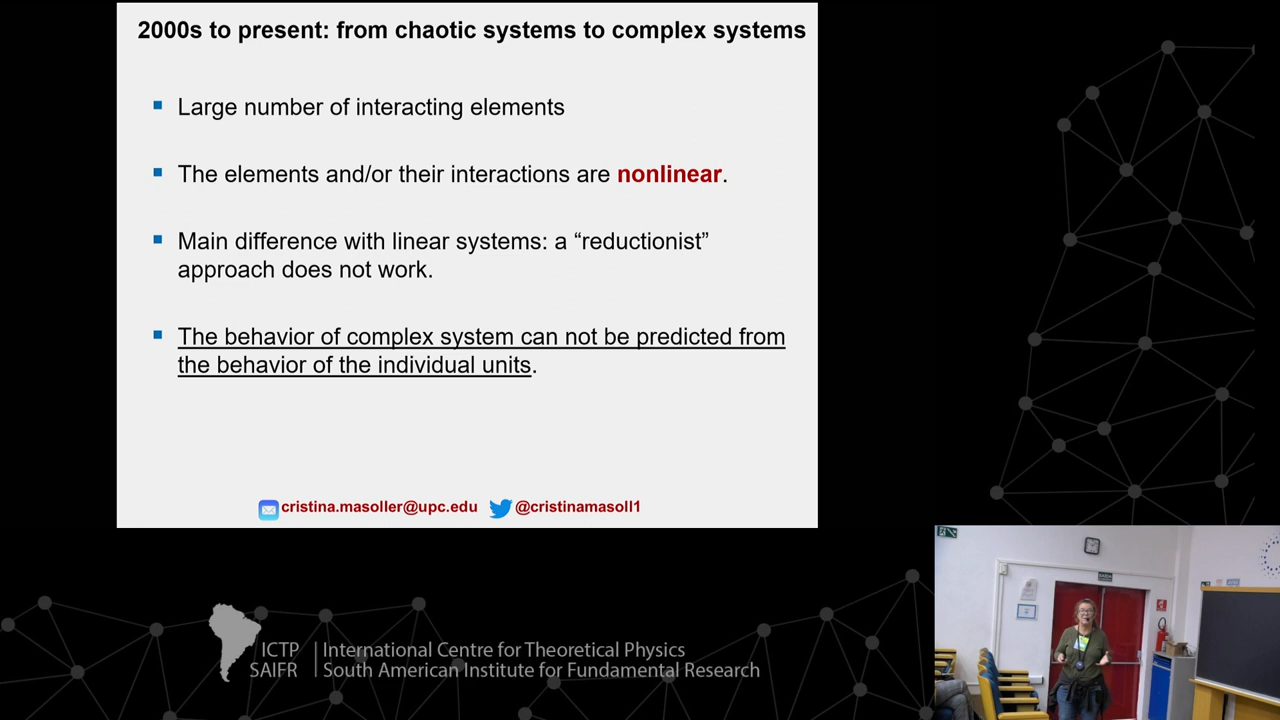 2000s to present: from chaotic systems to complex systems
Large number of interacting elements
The elements and/or their interactions are nonlinear.
Main difference with linear systems: a “reductionist”
approach does not work.
The behavior of complex system can not be predicted from
the behavior of the individual units.
cristina.masoller@upc.edu @cristinamasoll1
ICTP International Centre for Theoretical Physics
SAIFR South American Institute for Fundamental Research